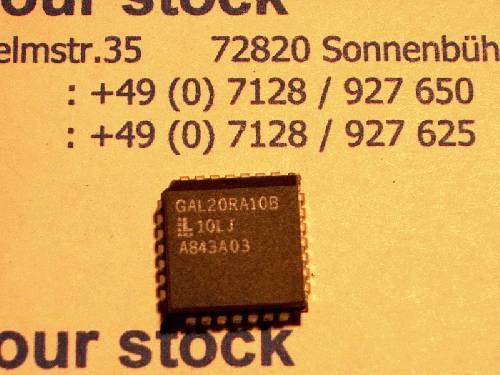 our stock
elmstr.35 72820 Sonnenbüh
: +49 (0) 7128 / 927 650
: +49 (0) 7128 / 927 625
GAL20RA10B
L 10LJ
A843A03
our stock